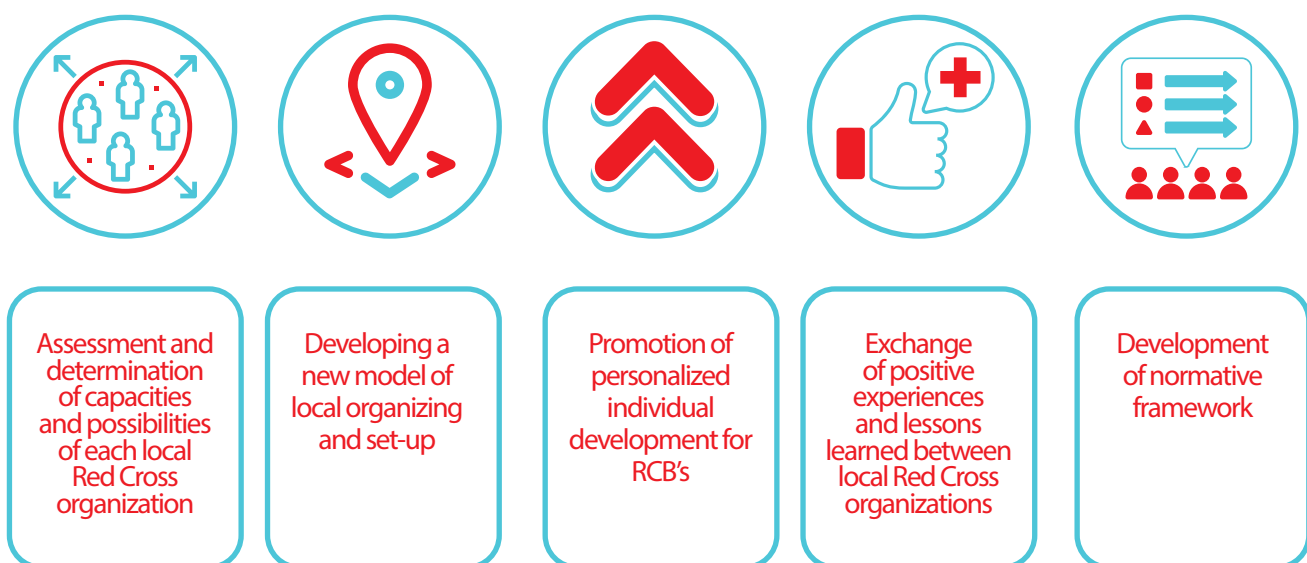 Assessment and
determination
of capacities
and possibilities
of each local
Red Cross
organization
Developing a
new model of
local organizing
and set-up
Promotion of
personalized
individual
development for
RCB's
Exchange
of positive
experiences
and lessons
learned between
local Red Cross
organizations
Development
of normative
framework